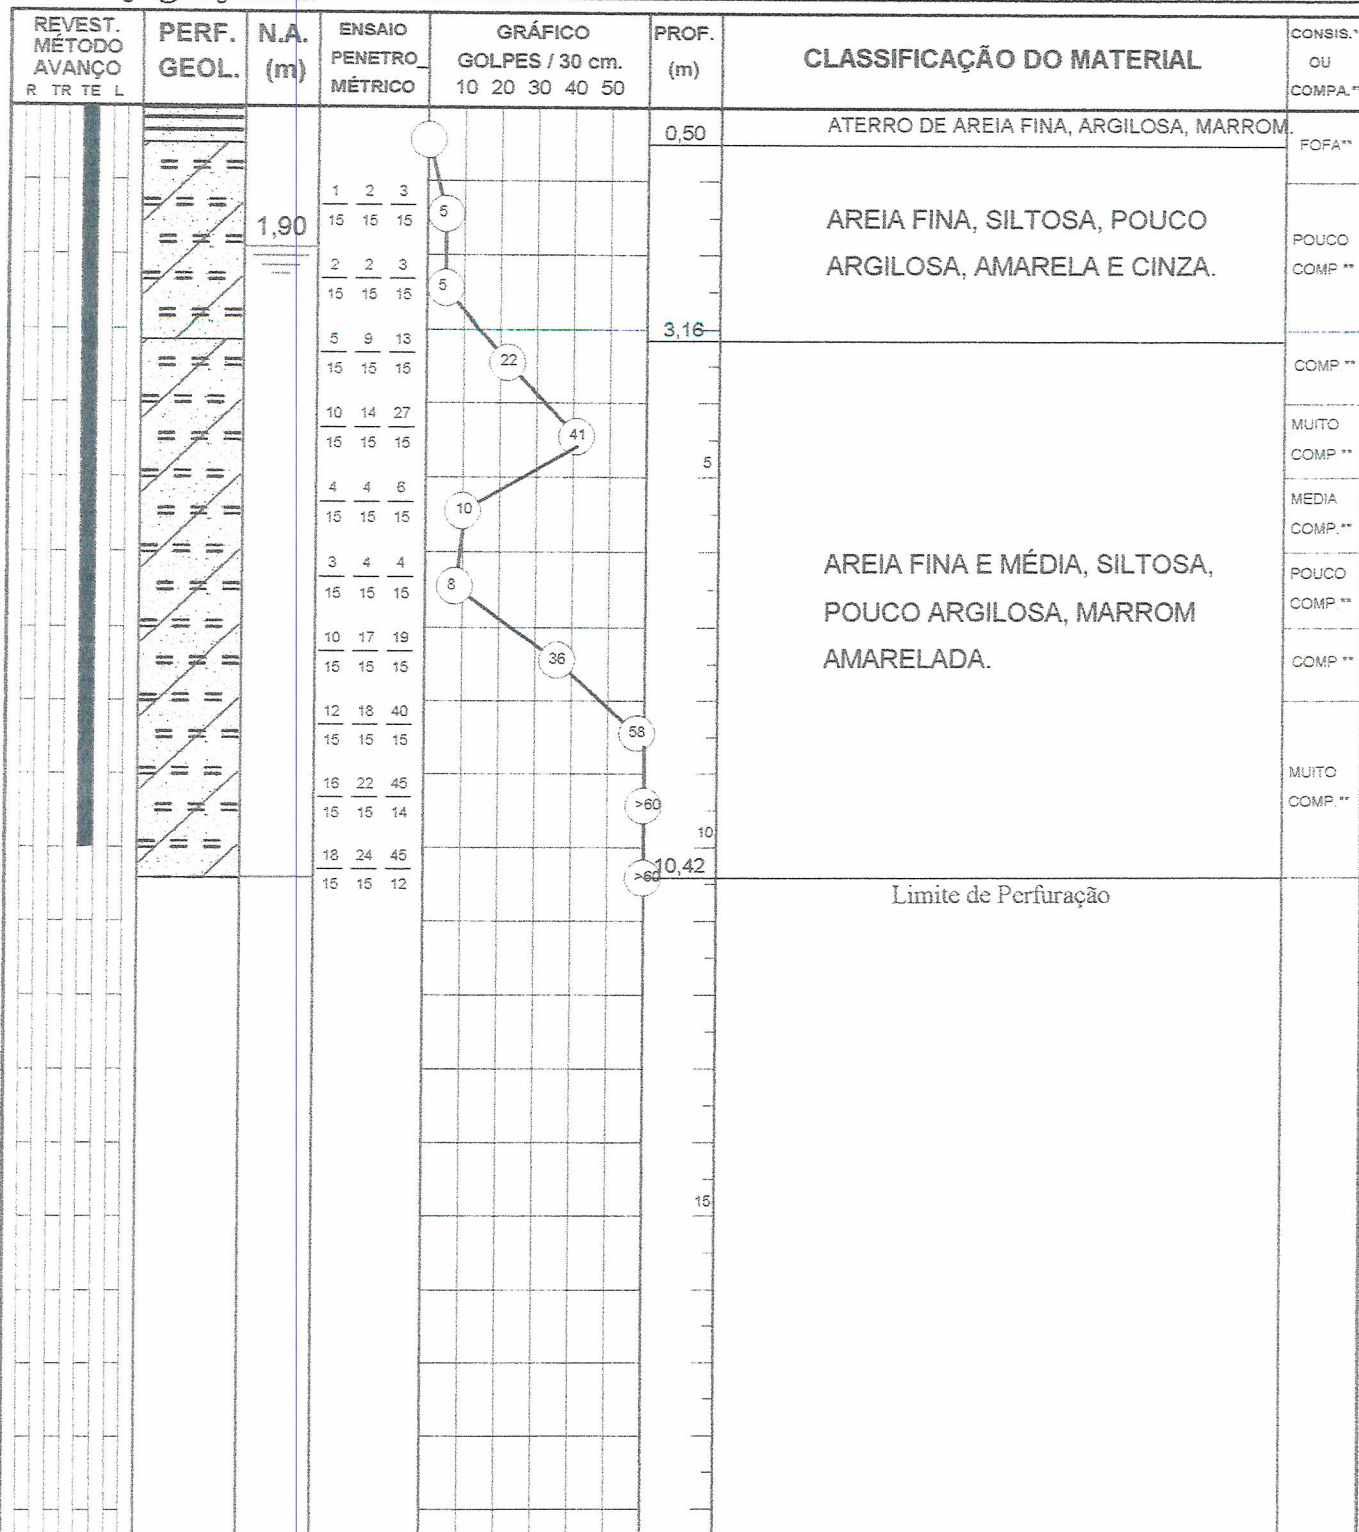 REVEST.
MÉTODO
AVANÇO
R TR TE L
PERF.
GEOL.
N.A.
(m)
ENSAIO
PENETRO_
MÉTRICO
GRÁFICO
GOLPES / 30 cm.
10 20 30 40 50
PROF.
(m)
CLASSIFICAÇÃO DO MATERIAL
CONSIS.*
OU
COMPA.**
0,50
ATERRO DE AREIA FINA, ARGILOSA, MARROM.
FOFA**
1 2 3
15 15 15
5
1,90
AREIA FINA, SILTOSA, POUCO
ARGILOSA, AMARELA E CINZA.
POUCO
COMP **
2 2 3
15 15 15
5
3,16
5 9 13
15 15 15
22
COMP **
10 14 27
15 15 15
41
5
MUITO
COMP **
4 4 6
15 15 15
10
MEDIA
COMP.**
3 4 4
15 15 15
8
AREIA FINA E MÉDIA, SILTOSA,
POUCO ARGILOSA, MARROM
AMARELADA.
POUCO
COMP **
10 17 19
15 15 15
36
COMP **
12 18 40
15 15 15
58
16 22 45
15 15 14
>60
MUITO
COMP.**
10
18 24 45
15 15 12
>60
10,42
Limite de Perfuração
15